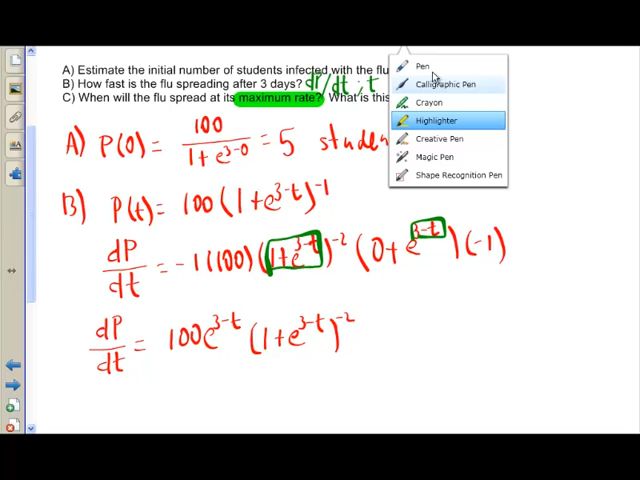 A) Estimate the initial number of students infected with the flu
B) How fast is the flu spreading after 3 days? dP/dt ; t
C) When will the flu spread at its maximum rate? What is this
Pen
Calligraphic Pen
Crayon
Highlighter
Creative Pen
Magic Pen
Shape Recognition Pen
A) P(0) = 100 / (1 + e^(3-0)) = 5 studen
B) P(t) = 100(1+e^(3-t))^-1
dP/dt = -1(100)(1+e^(3-t))^-2 (0+e^(3-t))(-1)
dP/dt = 100e^(3-t) (1+e^(3-t))^-2